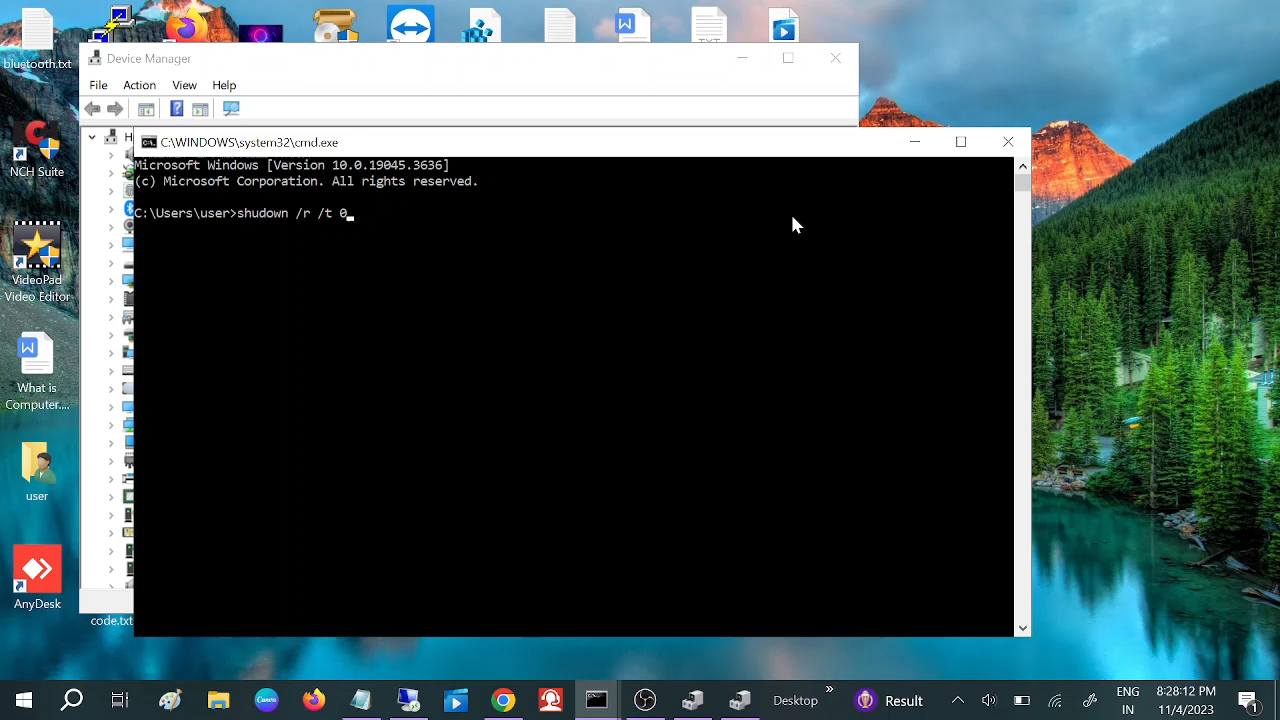 bluetooth.txt
TXT
Device Manager
File Action View Help
H
C:\WINDOWS\system32\cmd.exe
Microsoft Windows [Version 10.0.19045.3636]
(c) Microsoft Corporation. All rights reserved.
C:\Users\user>shudown /r /t 0
NCH Suite
VideoPad
Video Editor
What is
Computer....
user
AnyDesk
code.txt
Desktop
Result
ENG
IN
8:28:12 PM
11/4/2023